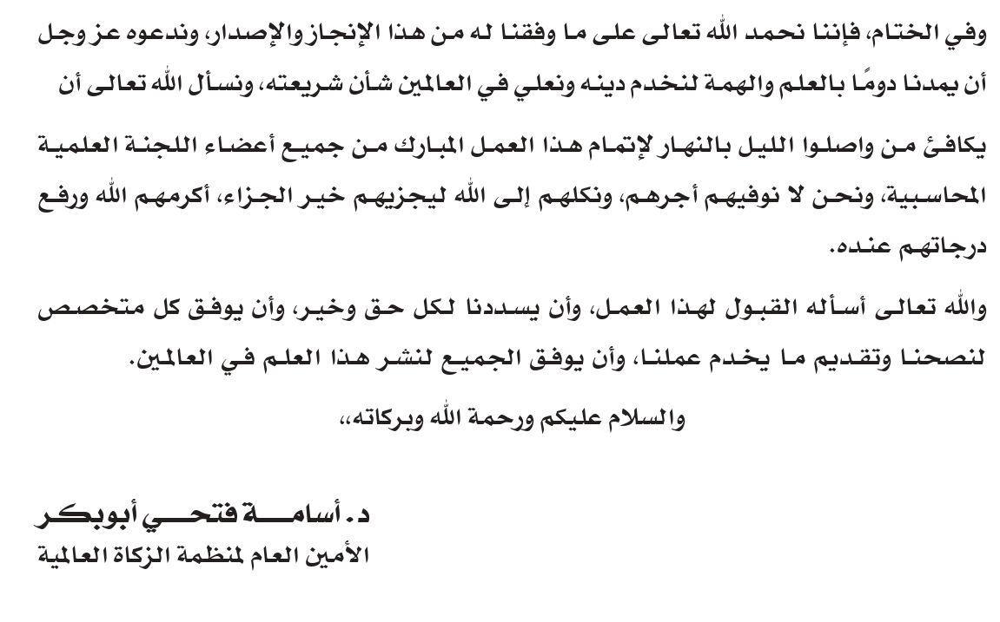 وفي الختام، فإننا نحمد الله تعالى على ما وفقنا له من هذا الإنجاز والإصدار، وندعوه عز وجل
أن يمدنا دومًا بالعلم والهمة لنخدم دينه ونعلي في العالمين شأن شريعته، ونسأل الله تعالى أن
يكافئ من واصلوا الليل بالنهار لإتمام هذا العمل المبارك من جميع أعضاء اللجنة العلمية
المحاسبية، ونحن لا نوفيهم أجرهم، ونكلهم إلى الله ليجزيهم خير الجزاء، أكرمهم الله ورفع
درجاتهم عنده.
والله تعالى أسأله القبول لهذا العمل، وأن يسددنا لكل حق وخير، وأن يوفق كل متخصص
لنصحنا وتقديم ما يخدم عملنا، وأن يوفق الجميع لنشر هذا العلم في العالمين.
والسلام عليكم ورحمة الله وبركاته،،
د. أسامة فتحي أبوبكر
الأمين العام لمنظمة الزكاة العالمية